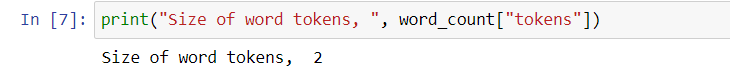 In [7]: print("Size of word tokens, ", word_count["tokens"])
Size of word tokens,  2